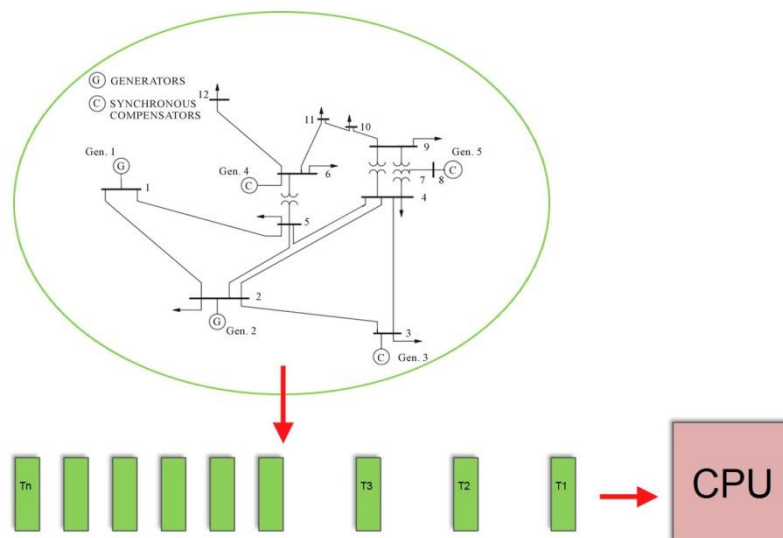 G GENERATORS
C SYNCHRONOUS
COMPENSATORS
12
11
10
9
Gen. 1
G
Gen. 4
C
6
Gen. 5
7
8
C
1
5
4
2
G
Gen. 2
3
C
Gen. 3
Tn
T3
T2
T1
CPU